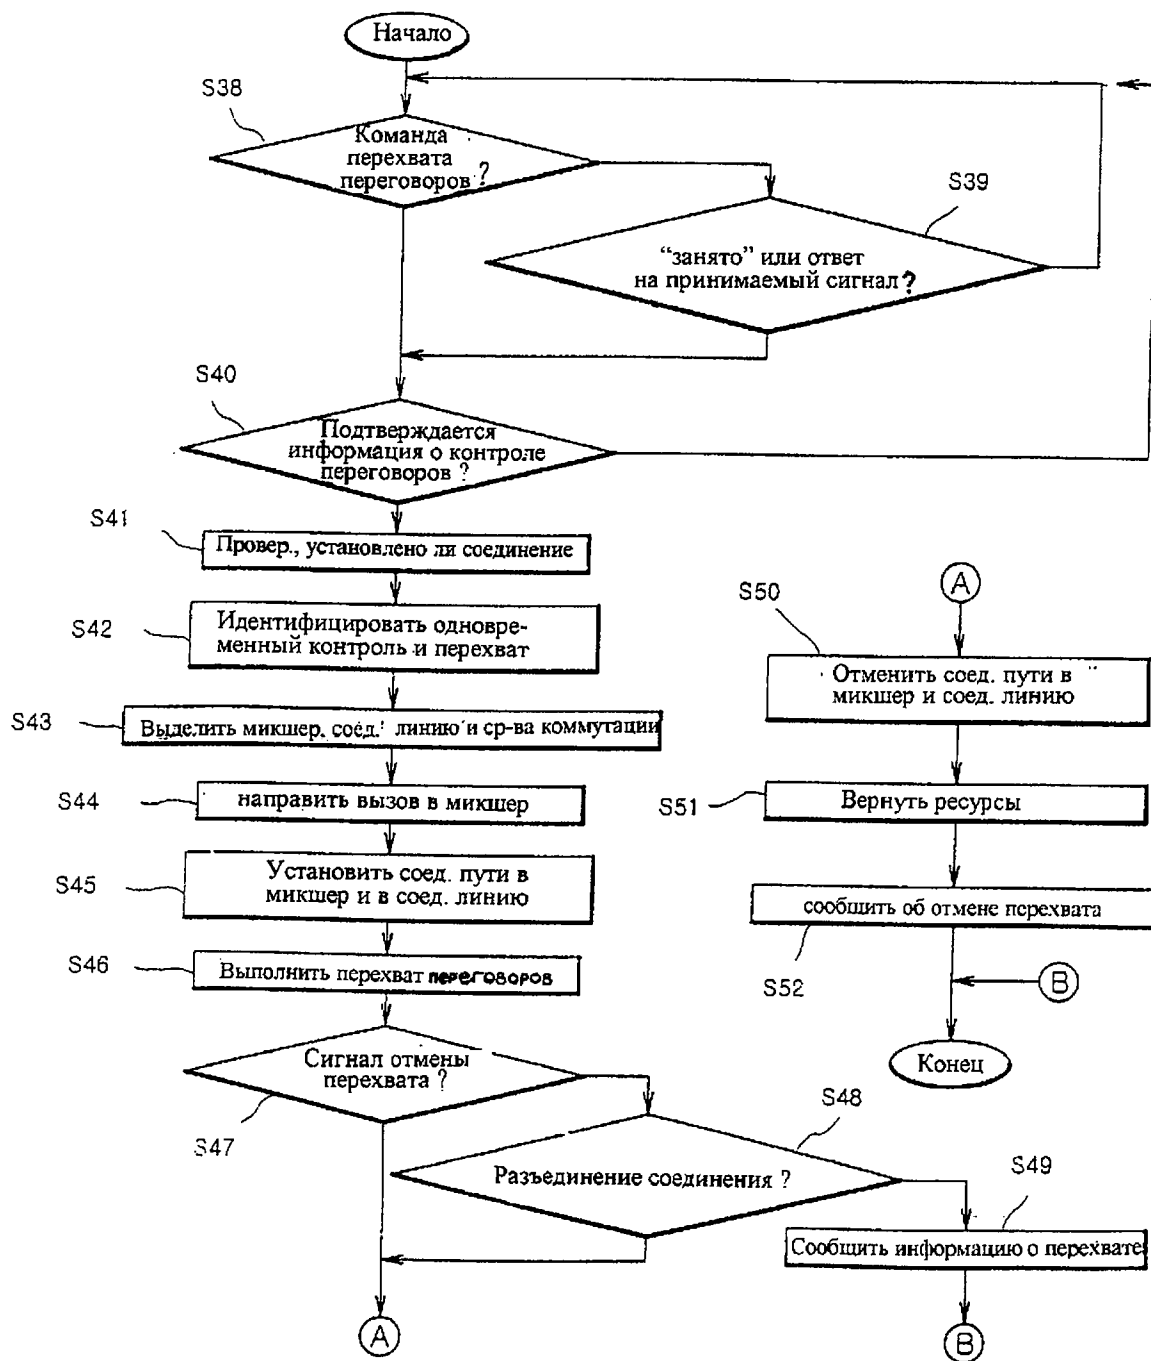 Начало
S38
Команда
перехвата
переговоров ?
S39
“занято” или ответ
на принимаемый сигнал ?
S40
Подтверждается
информация о контроле
переговоров ?
S41
Провер., установлено ли соединение
S42
Идентифицировать одновре-
менный контроль и перехват
S43
Выделить микшер, соед. линию и ср-ва коммутации
S44
направить вызов в микшер
S45
Установить соед. пути в
микшер и в соед. линию
S46
Выполнить перехват переговоров
Сигнал отмены
перехвата ?
S47
S48
Разъединение соединения ?
S49
Сообщить информацию о перехвате
A
B
A
S50
Отменить соед. пути в
микшер и соед. линию
S51
Вернуть ресурсы
сообщить об отмене перехвата
S52
B
Конец